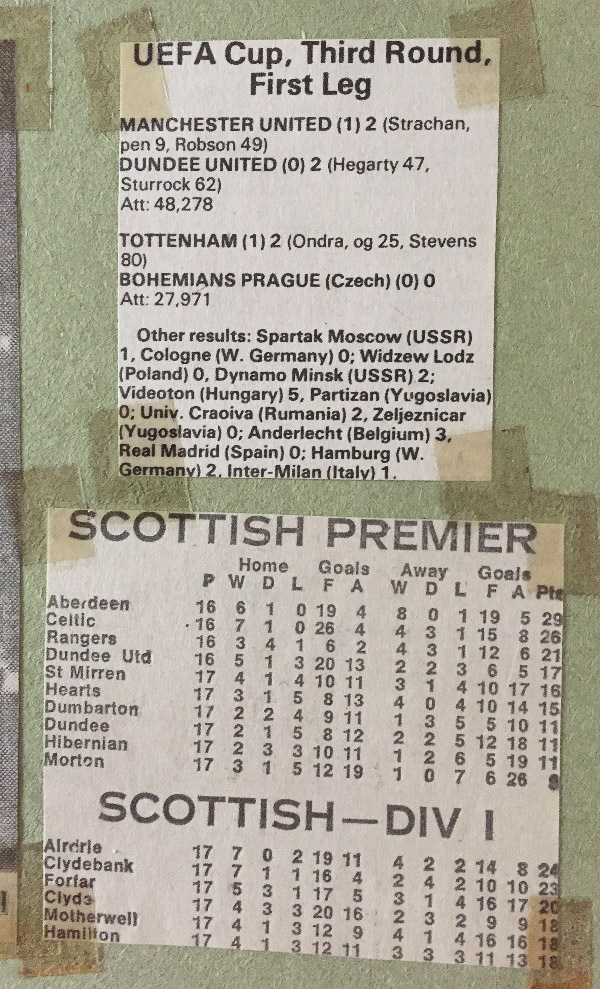 UEFA Cup, Third Round,
First Leg
MANCHESTER UNITED (1) 2 (Strachan,
pen 9, Robson 49)
DUNDEE UNITED (0) 2 (Hegarty 47,
Sturrock 62)
Att: 48,278
TOTTENHAM (1) 2 (Ondra, og 25, Stevens
80)
BOHEMIANS PRAGUE (Czech) (0) 0
Att: 27,971
Other results: Spartak Moscow (USSR)
1, Cologne (W. Germany) 0; Widzew Lodz
(Poland) 0, Dynamo Minsk (USSR) 2;
Videoton (Hungary) 5, Partizan (Yugoslavia)
0; Univ. Craoiva (Rumania) 2, Zeljeznicar
(Yugoslavia) 0; Anderlecht (Belgium) 3,
Real Madrid (Spain) 0; Hamburg (W.
Germany) 2, Inter-Milan (Italy) 1.
SCOTTISH PREMIER
Home Goals Away Goals
P W D L F A W D L F A Pts
Aberdeen 16 6 1 0 19 4 8 0 1 19 5 29
Celtic 16 7 1 0 26 4 4 3 1 15 8 26
Rangers 16 3 4 1 6 2 4 3 1 12 6 21
Dundee Utd 16 5 1 3 20 13 2 2 3 6 5 17
St Mirren 17 4 1 4 10 11 3 1 4 10 17 16
Hearts 17 3 1 5 8 13 4 0 4 10 14 15
Dumbarton 17 2 2 4 9 11 1 3 5 5 10 11
Dundee 17 2 1 5 8 12 2 2 5 12 18 11
Hibernian 17 2 3 3 10 11 1 2 6 5 19 11
Morton 17 3 1 5 12 19 1 0 7 6 26 9
SCOTTISH—DIV I
Airdrie 17 7 0 2 19 11 4 2 2 14 8 24
Clydebank 17 7 1 1 16 4 2 4 2 10 10 23
Forfar 17 5 3 1 17 5 3 1 4 16 17 20
Clyde 17 4 3 3 20 16 2 3 2 9 9 18
Motherwell 17 4 1 3 12 9 4 1 4 16 16 18
Hamilton 17 4 1 3 12 11 3 3 3 11 13 18